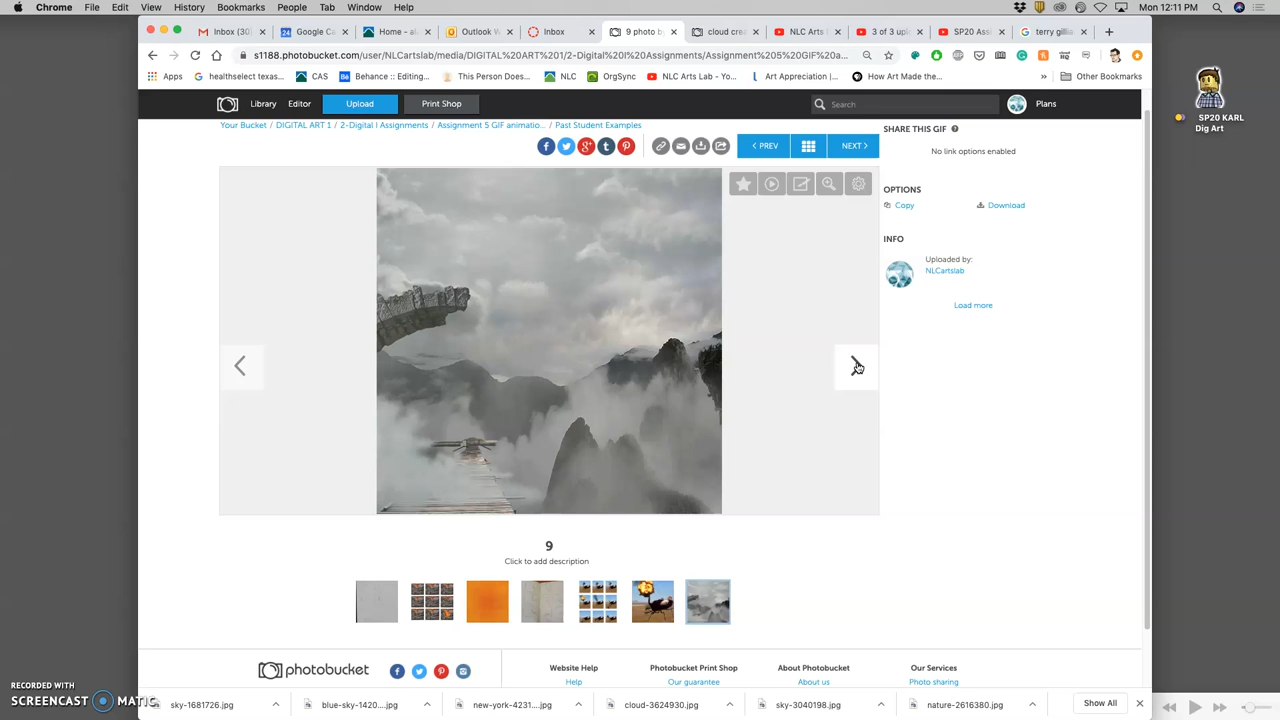 Chrome File Edit View History Bookmarks People Tab Window Help
Mon 12:11 PM
Inbox (30 Google Ca Home - al Outlook W Inbox 9 photo by cloud cre NLC Arts 3 of 3 upl SP20 Assi terry gillia
s1188.photobucket.com/user/NLCartslab/media/DIGITAL%20ART%201/2-Digital%20I%20Assignments/Assignment%205%20GIF%20a...
Apps healthselect texas... CAS Behance :: Editing... This Person Does... NLC OrgSync NLC Arts Lab - Yo... Art Appreciation |... How Art Made the... » Other Bookmarks
Library Editor Upload Print Shop Search Plans
Your Bucket / DIGITAL ART 1 / 2-Digital I Assignments / Assignment 5 GIF animatio... / Past Student Examples
SHARE THIS GIF ?
PREV NEXT
No link options enabled
OPTIONS
Copy Download
INFO
Uploaded by:
NLCartslab
Load more
SP20 KARL
Dig Art
9
Click to add description
photobucket
Website Help Photobucket Print Shop About Photobucket Our Services
Help Our guarantee About us Photo sharing
RECORDED WITH
SCREENCAST MATIC
sky-1681726.jpg blue-sky-1420....jpg new-york-4231....jpg cloud-3624930.jpg sky-3040198.jpg nature-2616380.jpg Show All